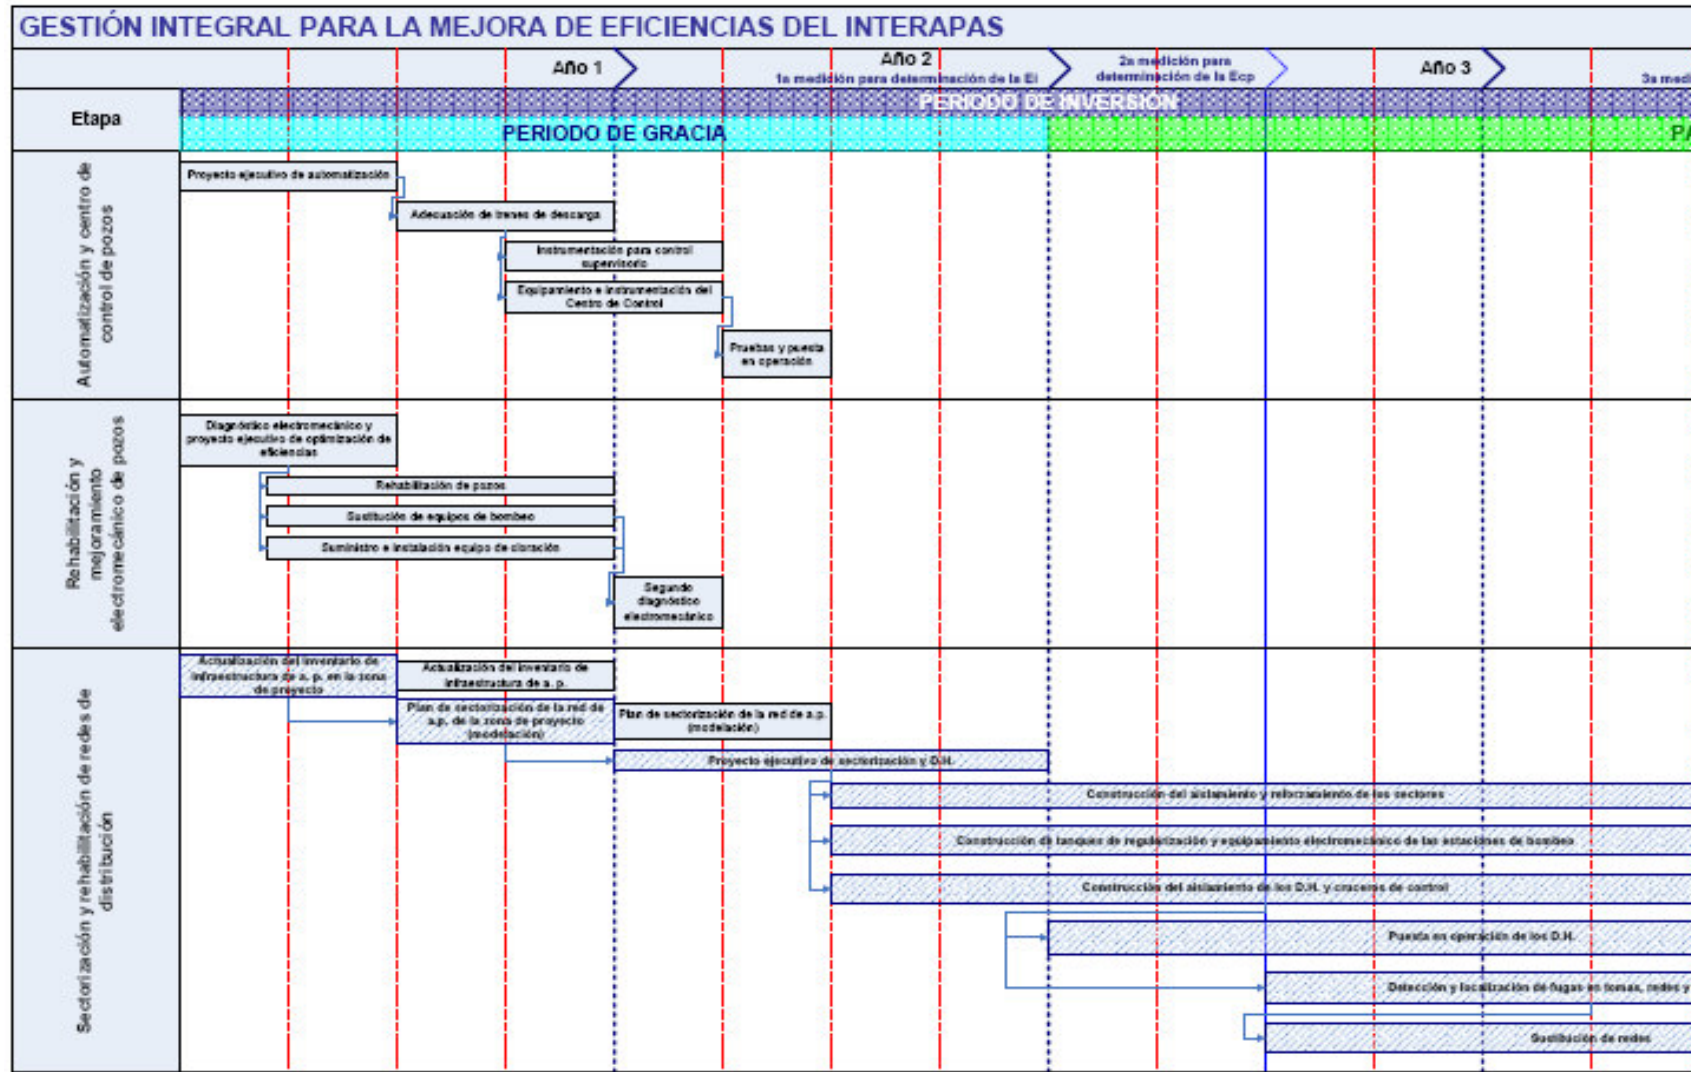 GESTIÓN INTEGRAL PARA LA MEJORA DE EFICIENCIAS DEL INTERAPAS
Año 1
Año 2
1a medición para determinación de la Ei
2a medición para
determinación de la Ecp
Año 3
3a medi
Etapa
PERIODO DE INVERSIÓN
PERIODO DE GRACIA
PA
Automatización y centro de
control de pozos
Proyecto ejecutivo de automatización
Adecuación de trenes de descarga
Instrumentación para control
supervisorio
Equipamiento e instrumentación del
Centro de Control
Pruebas y puesta
en operación
Rehabilitación y
mejoramiento
electromecánico de pozos
Diagnóstico electromecánico y
proyecto ejecutivo de optimización de
eficiencias
Rehabilitación de pozos
Sustitución de equipos de bombeo
Suministro e instalación equipo de cloración
Segundo
diagnóstico
electromecánico
Sectorización y rehabilitación de redes de
distribución
Actualización del inventario de
infraestructura de a. p. en la zona
de proyecto
Actualización del inventario de
infraestructura de a. p.
Plan de sectorización de la red de
a.p. de la zona de proyecto
(modelación)
Plan de sectorización de la red de a.p.
(modelación)
Proyecto ejecutivo de sectorización y D.H.
Construcción del aislamiento y reforzamiento de los sectores
Construcción de tanques de regularización y equipamiento electromecánico de las estaciones de bombeo
Construcción del aislamiento de los D.H. y cruceros de control
Puesta en operación de los D.H.
Detección y localización de fugas en tomas, redes y
Sustitución de redes